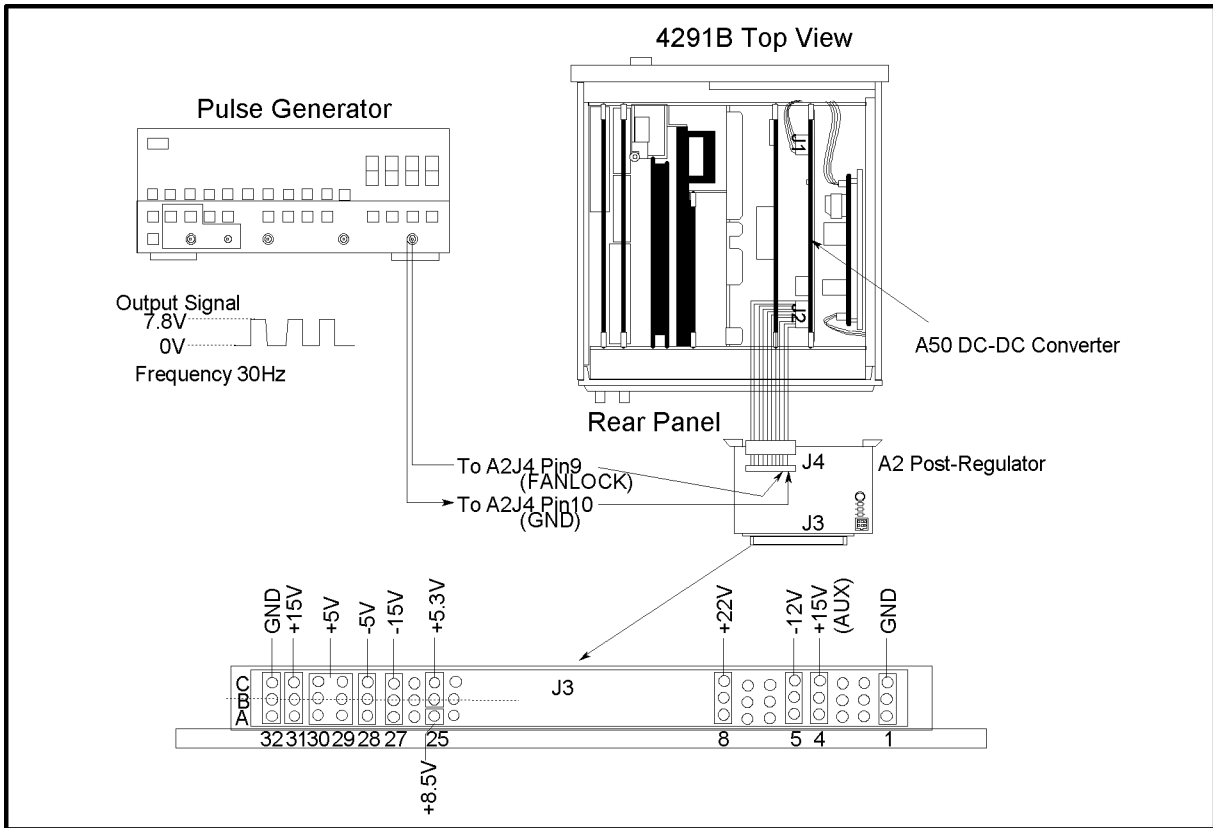 4291B Top View
Pulse Generator
J1
J2
Output Signal
7.8V
0V
Frequency 30Hz
A50 DC-DC Converter
Rear Panel
To A2J4 Pin9
(FANLOCK)
To A2J4 Pin10
(GND)
J4
A2 Post-Regulator
J3
GND
+15V
+5V
-5V
-15V
+5.3V
+22V
-12V
+15V
(AUX)
GND
C
B
A
J3
32 31 30 29 28 27 25 8 5 4 1
+8.5V